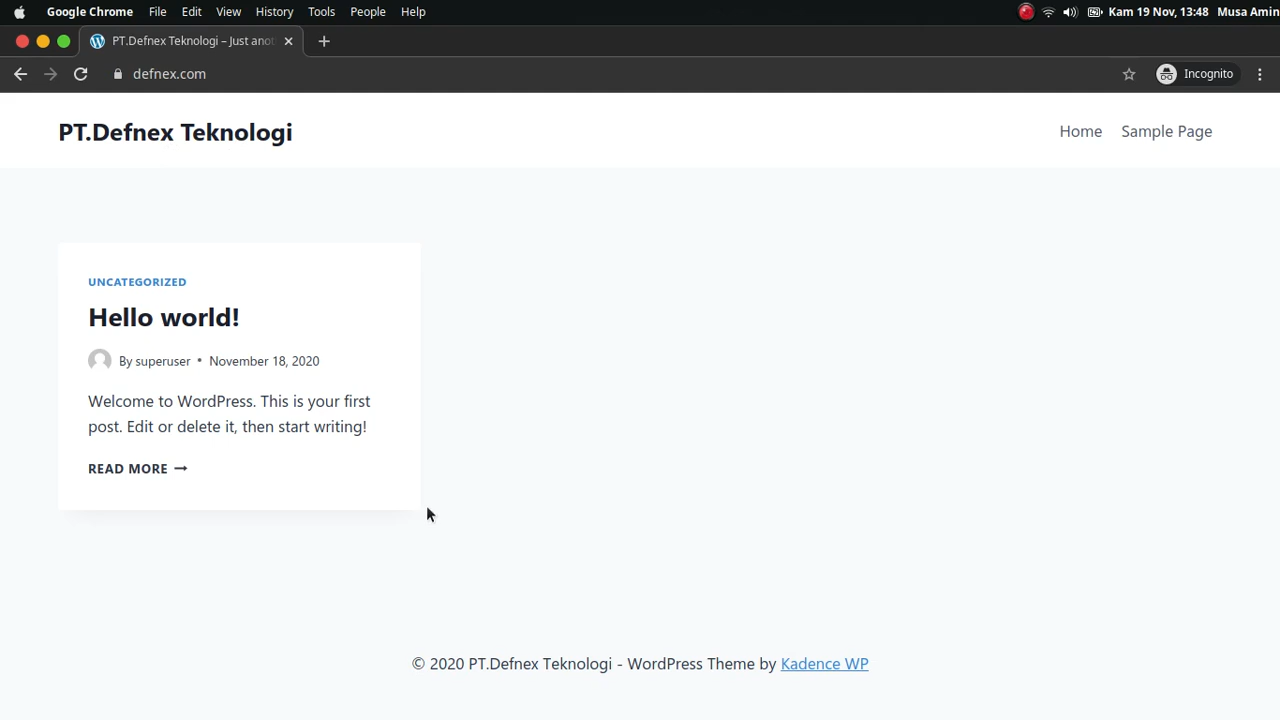 Google Chrome File Edit View History Tools People Help Kam 19 Nov, 13:48 Musa Amin
PT.Defnex Teknologi – Just anot
defnex.com Incognito
PT.Defnex Teknologi Home Sample Page
UNCATEGORIZED
Hello world!
By superuser • November 18, 2020
Welcome to WordPress. This is your first
post. Edit or delete it, then start writing!
READ MORE →
© 2020 PT.Defnex Teknologi - WordPress Theme by Kadence WP